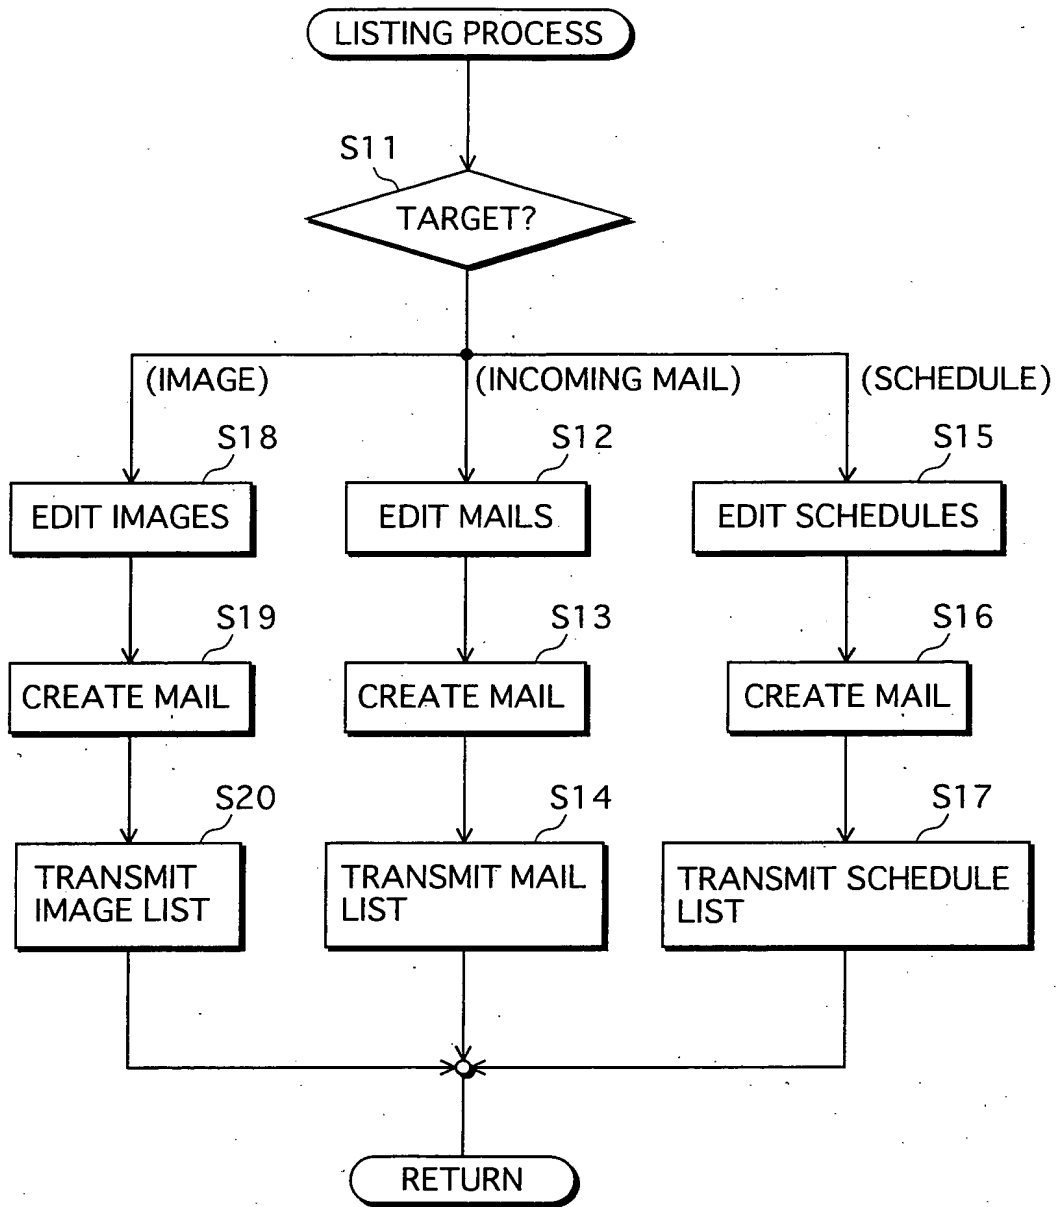 LISTING PROCESS
S11
TARGET?
(IMAGE)
(INCOMING MAIL)
(SCHEDULE)
S18
S12
S15
EDIT IMAGES
EDIT MAILS
EDIT SCHEDULES
S19
S13
S16
CREATE MAIL
CREATE MAIL
CREATE MAIL
S20
S14
S17
TRANSMIT
IMAGE LIST
TRANSMIT MAIL
LIST
TRANSMIT SCHEDULE
LIST
RETURN